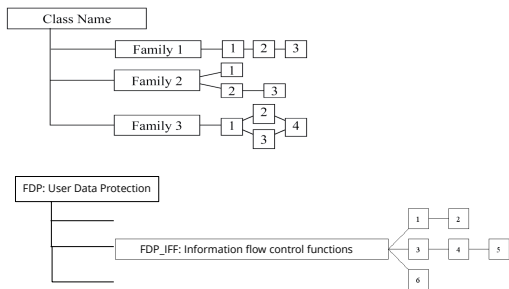 Class Name
Family 1 1 2 3
Family 2 1
2 3
Family 3 1 2 4
3
FDP: User Data Protection
1 2
FDP_IFF: Information flow control functions 3 4 5
6